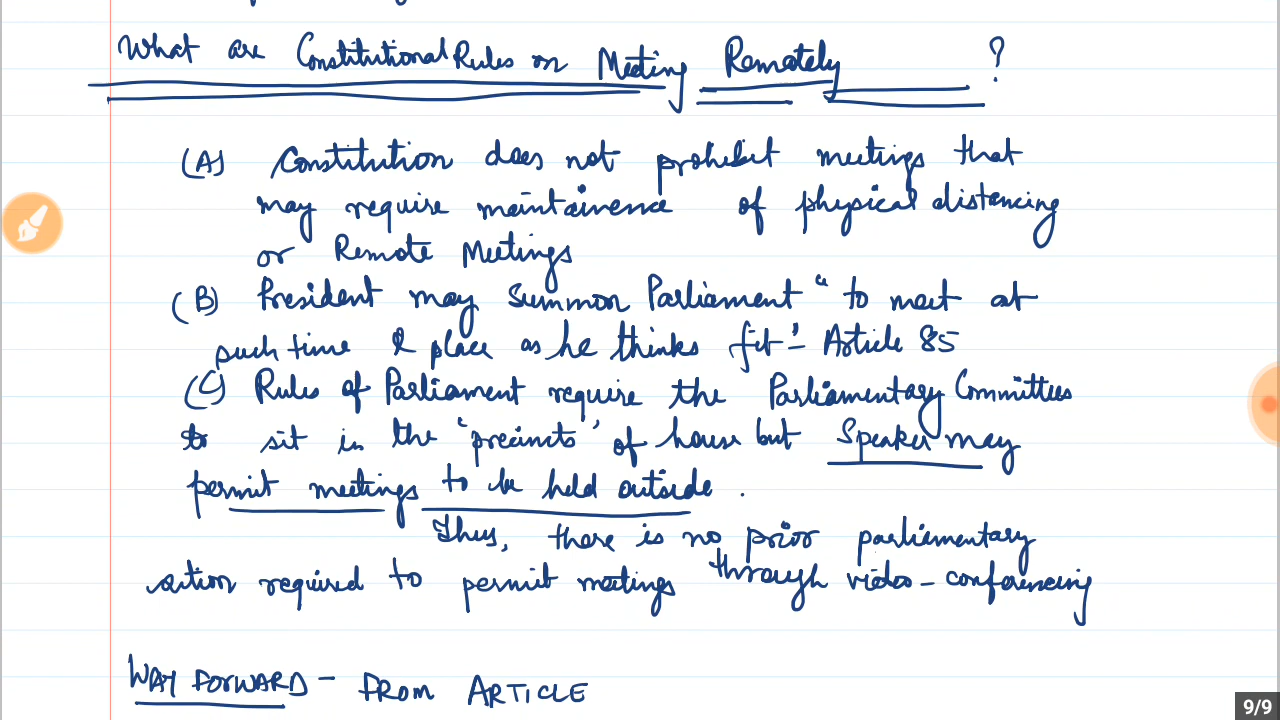 What are Constitutional Rules on Meeting Remotely ?
(A) Constitution does not prohibit meetings that
may require maintainence of physical distancing
or Remote Meetings
(B) President may Summon Parliament "to meet at
such time & place as he thinks fit" - Article 85
(C) Rules of Parliament require the Parliamentary Committees
to sit in the 'precints' of house but Speaker may
permit meetings to be held outside.
Thus, there is no prior parliamentary
action required to permit meetings through video-conferencing
WAY FORWARD - FROM ARTICLE
9/9